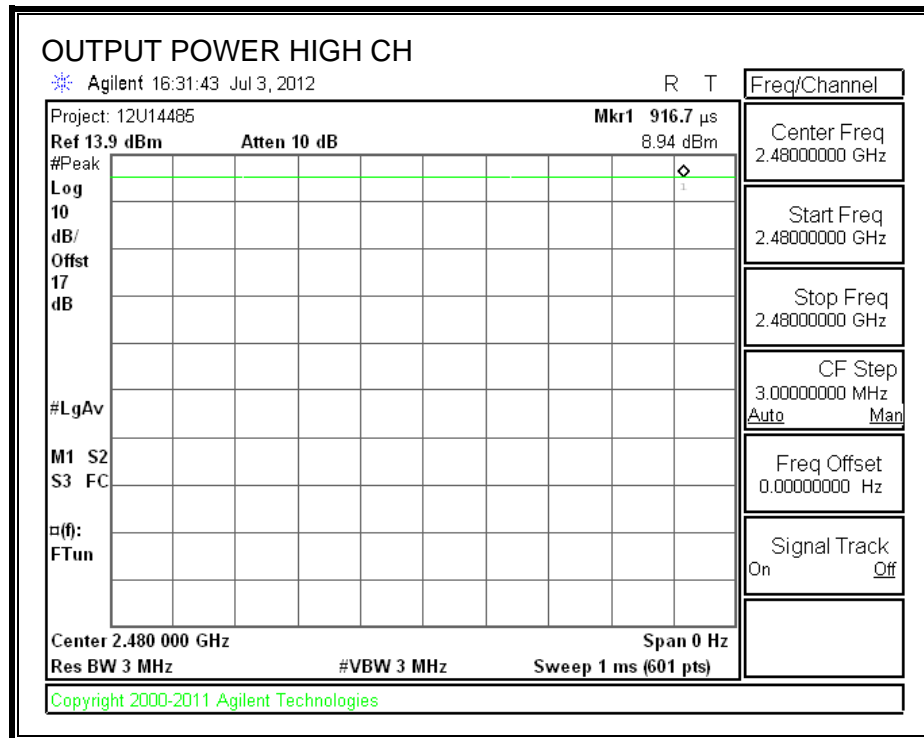 OUTPUT POWER HIGH CH
Agilent 16:31:43 Jul 3, 2012 R T
Project: 12U14485 Mkr1 916.7 µs
Ref 13.9 dBm Atten 10 dB 8.94 dBm
#Peak
Log
10
dB/
Offst
17
dB
#LgAv
M1 S2
S3 FC
¤(f):
FTun
1
Center 2.480 000 GHz Span 0 Hz
Res BW 3 MHz #VBW 3 MHz Sweep 1 ms (601 pts)
Copyright 2000-2011 Agilent Technologies
Freq/Channel
Center Freq
2.48000000 GHz
Start Freq
2.48000000 GHz
Stop Freq
2.48000000 GHz
CF Step
3.00000000 MHz
Auto Man
Freq Offset
0.00000000 Hz
Signal Track
On Off